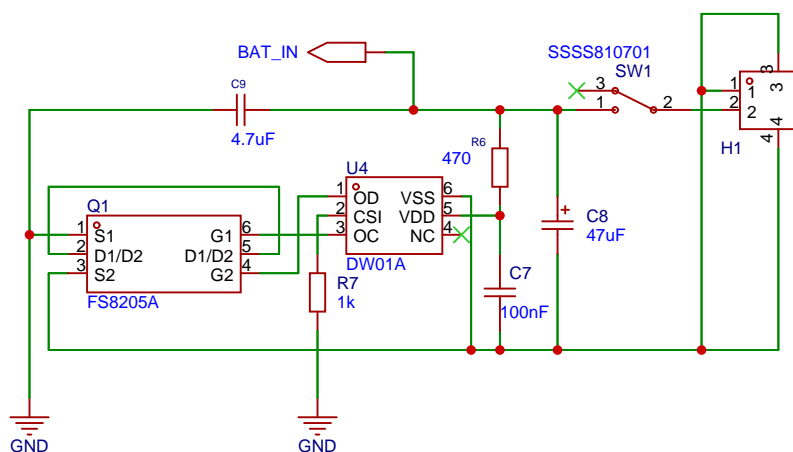 BAT_IN
SSSS810701
SW1
3
1
2
C9
4.7uF
3
3
1
1
2
2
4
4
H1
R6
470
U4
1
OD
VSS
6
2
CSI
VDD
5
3
OC
NC
4
DW01A
Q1
1
S1
G1
6
2
D1/D2
D1/D2
5
3
S2
G2
4
FS8205A
R7
1k
C8
47uF
+
C7
100nF
GND
GND